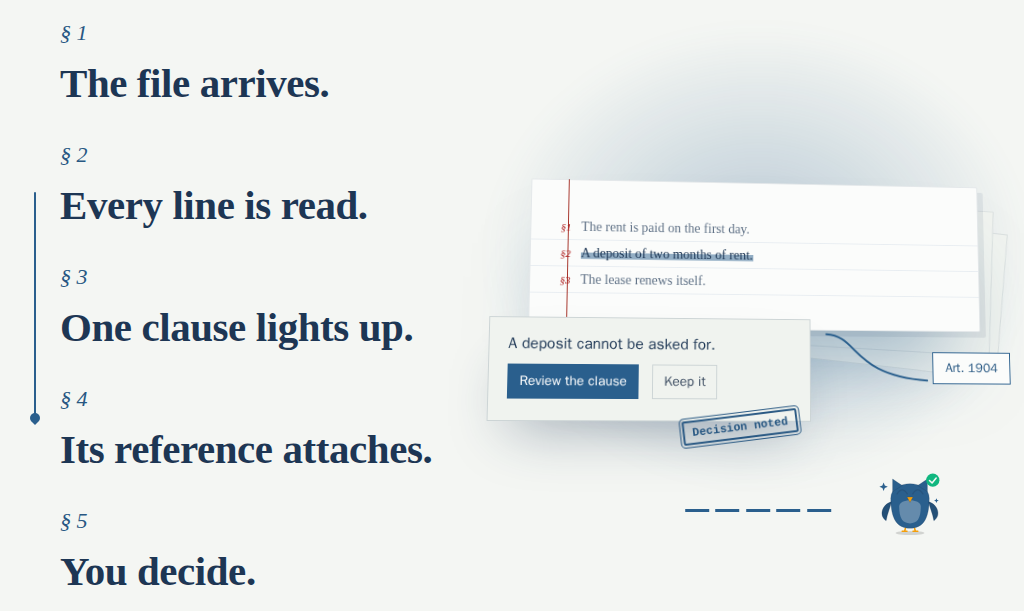 § 1
The file arrives.
§ 2
Every line is read.
§ 3
One clause lights up.
§ 4
Its reference attaches.
§ 5
You decide.
§1 The rent is paid on the first day.
§2 A deposit of two months of rent.
§3 The lease renews itself.
A deposit cannot be asked for.
Review the clause
Keep it
Art. 1904
Decision noted